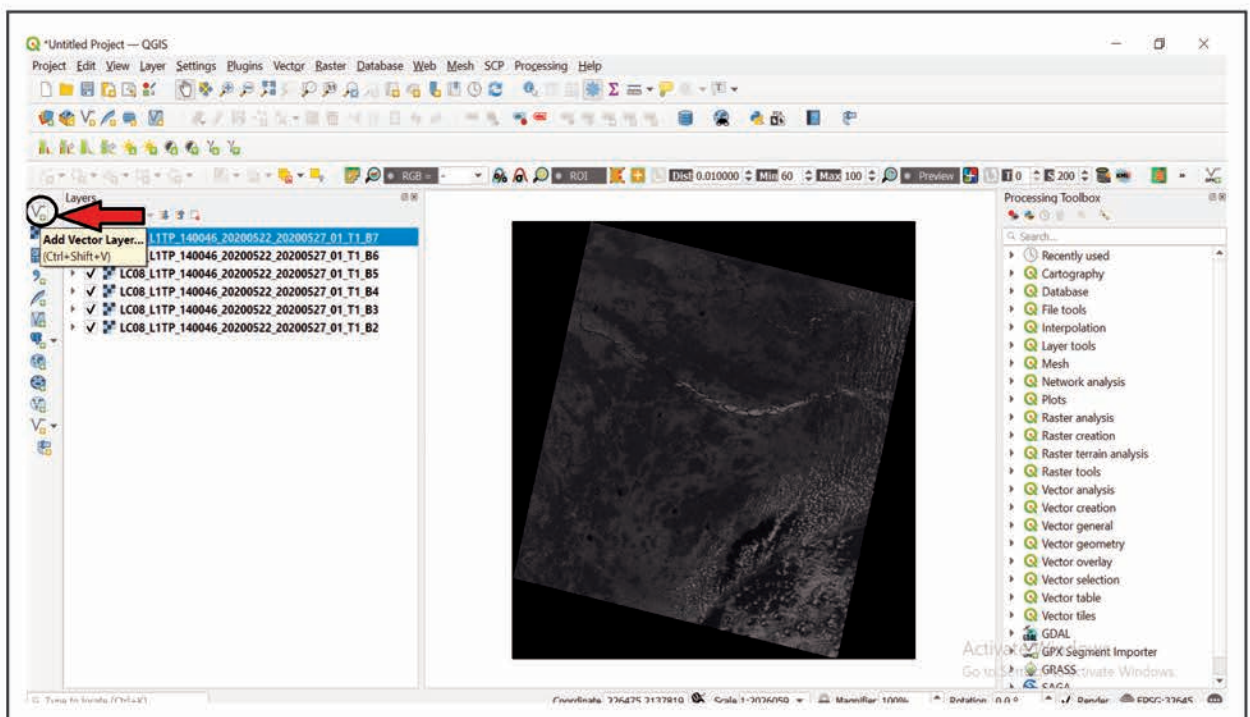 *Untitled Project — QGIS
Project Edit View Layer Settings Plugins Vector Raster Database Web Mesh SCP Processing Help
RGB = -
ROI
Dist 0.010000 Min 60 Max 100
Preview
T 0 S 200
Layers
Add Vector Layer...
(Ctrl+Shift+V)
L1TP_140046_20200522_20200527_01_T1_B7
L1TP_140046_20200522_20200527_01_T1_B6
LC08_L1TP_140046_20200522_20200527_01_T1_B5
LC08_L1TP_140046_20200522_20200527_01_T1_B4
LC08_L1TP_140046_20200522_20200527_01_T1_B3
LC08_L1TP_140046_20200522_20200527_01_T1_B2
Processing Toolbox
Search...
Recently used
Cartography
Database
File tools
Interpolation
Layer tools
Mesh
Network analysis
Plots
Raster analysis
Raster creation
Raster terrain analysis
Raster tools
Vector analysis
Vector creation
Vector general
Vector geometry
Vector overlay
Vector selection
Vector table
Vector tiles
GDAL
GPX Segment Importer
GRASS
SAGA
Activate Windows
Go to Settings to activate Windows.
Type to locate (Ctrl+K)
Coordinate 226475 2137819 Scale 1:2026059 Magnifier 100% Rotation 0.0 ° Render EPSG:32645